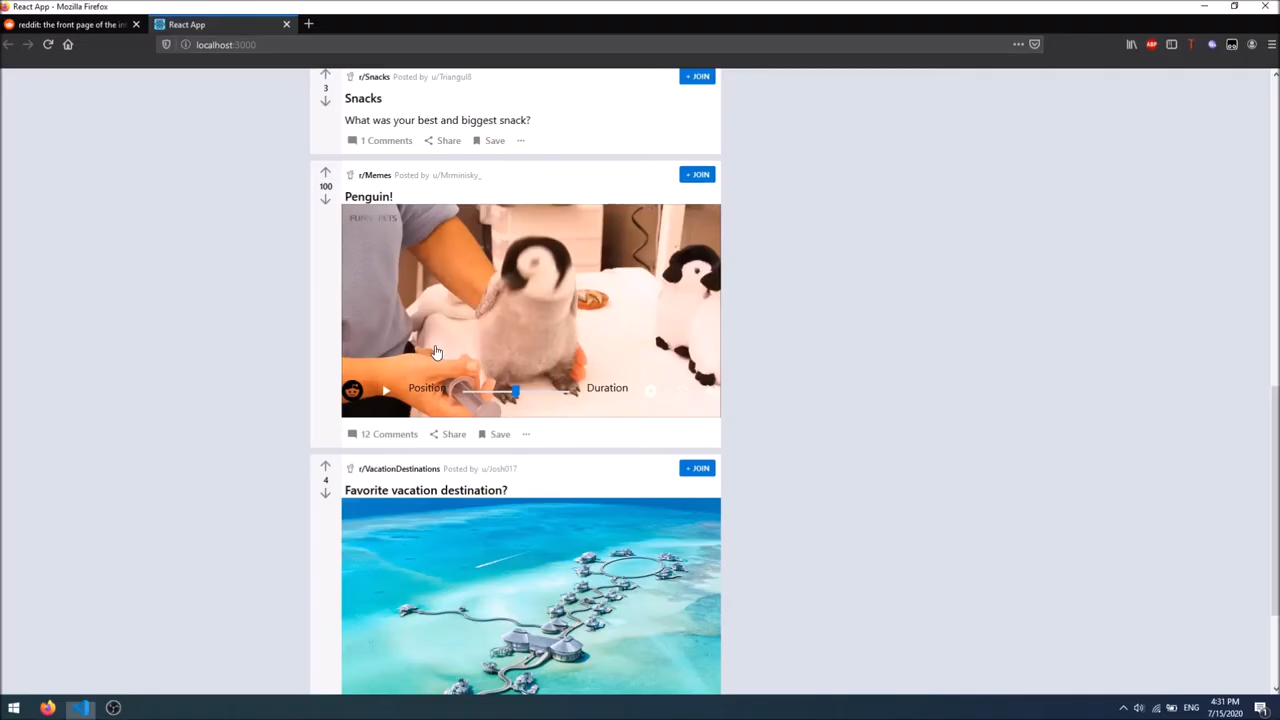 React App - Mozilla Firefox
reddit: the front page of the in
React App
localhost:3000
ABP
r/Snacks Posted by u/Triangul8
+ JOIN
3
Snacks
What was your best and biggest snack?
1 Comments Share Save
r/Memes Posted by u/Mrminisky_
+ JOIN
100
Penguin!
Position Duration
12 Comments Share Save
r/VacationDestinations Posted by u/Josh017
+ JOIN
4
Favorite vacation destination?
ENG
4:31 PM
7/15/2020